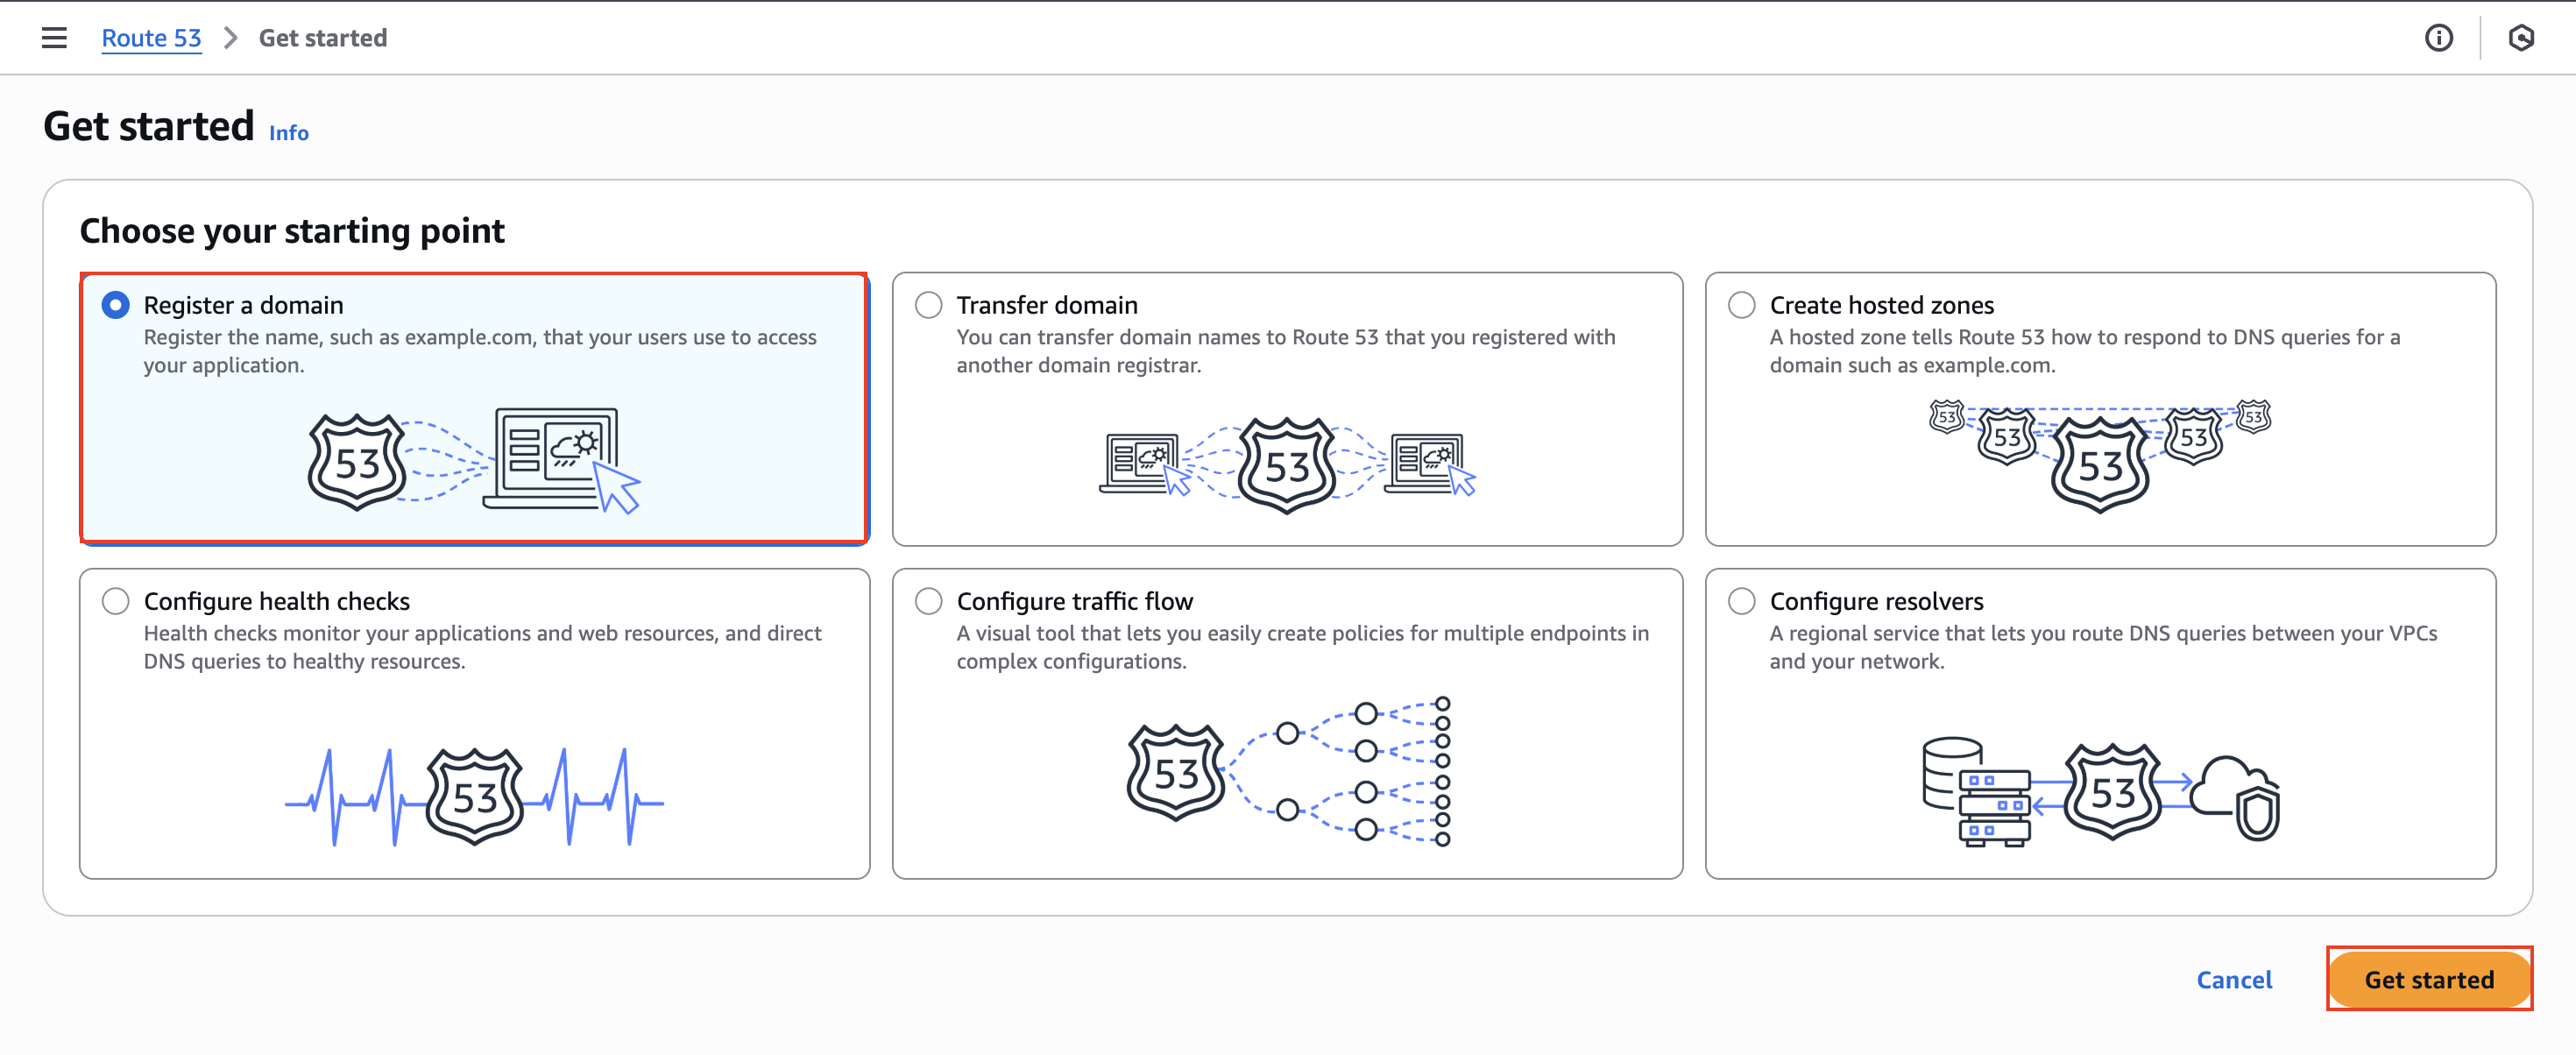 Route 53 > Get started
Get started Info
Choose your starting point
Register a domain
Register the name, such as example.com, that your users use to access
your application.
53
Transfer domain
You can transfer domain names to Route 53 that you registered with
another domain registrar.
53
Create hosted zones
A hosted zone tells Route 53 how to respond to DNS queries for a
domain such as example.com.
53 53 53 53 53
Configure health checks
Health checks monitor your applications and web resources, and direct
DNS queries to healthy resources.
53
Configure traffic flow
A visual tool that lets you easily create policies for multiple endpoints in
complex configurations.
53
Configure resolvers
A regional service that lets you route DNS queries between your VPCs
and your network.
53
Cancel
Get started